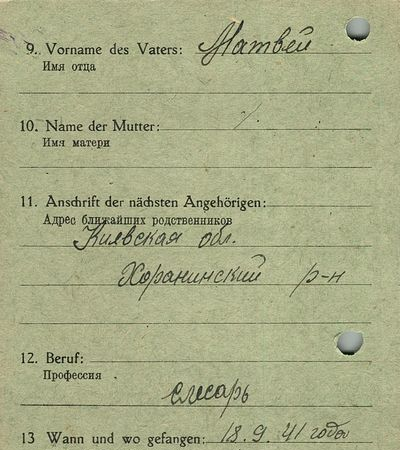 9. Vorname des Vaters: Матвей
Имя отца
10. Name der Mutter: /.
Имя матери
11. Anschrift der nächsten Angehörigen:
Адрес ближайших родственников
Киевская обл.
Хоранинский р-н
12. Beruf:
Профессия
слесарь
13 Wann und wo gefangen: 18.9.41 года